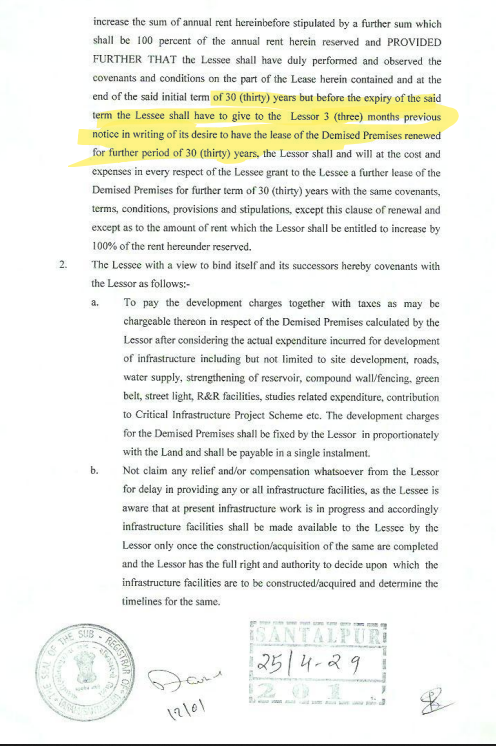 increase the sum of annual rent hereinbefore stipulated by a further sum which
shall be 100 percent of the annual rent herein reserved and PROVIDED
FURTHER THAT the Lessee shall have duly performed and observed the
covenants and conditions on the part of the Lease herein contained and at the
end of the said initial term of 30 (thirty) years but before the expiry of the said
term the Lessee shall have to give to the Lessor 3 (three) months previous
notice in writing of its desire to have the lease of the Demised Premises renewed
for further period of 30 (thirty) years, the Lessor shall and will at the cost and
expenses in every respect of the Lessee grant to the Lessee a further lease of the
Demised Premises for further term of 30 (thirty) years with the same covenants,
terms, conditions, provisions and stipulations, except this clause of renewal and
except as to the amount of rent which the Lessor shall be entitled to increase by
100% of the rent hereunder reserved.
2. The Lessee with a view to bind itself and its successors hereby covenants with
the Lessor as follows:-
a. To pay the development charges together with taxes as may be
chargeable thereon in respect of the Demised Premises calculated by the
Lessor after considering the actual expenditure incurred for development
of infrastructure including but not limited to site development, roads,
water supply, strengthening of reservoir, compound wall/fencing, green
belt, street light, R&R facilities, studies related expenditure, contribution
to Critical Infrastructure Project Scheme etc. The development charges
for the Demised Premises shall be fixed by the Lessor in proportionately
with the Land and shall be payable in a single instalment.
b. Not claim any relief and/or compensation whatsoever from the Lessor
for delay in providing any or all infrastructure facilities, as the Lessee is
aware that at present infrastructure work is in progress and accordingly
infrastructure facilities shall be made available to the Lessee by the
Lessor only once the construction/acquisition of the same are completed
and the Lessor has the full right and authority to decide upon which the
infrastructure facilities are to be constructed/acquired and determine the
timelines for the same.
THE SEAL OF THE SUB - REGISTRAR
SANTALPUR
25/4-29
201
12/01